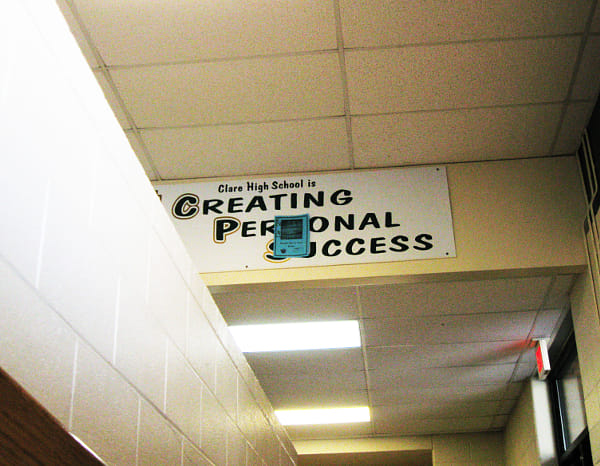 Clare High School is
CREATING
PERSONAL
SUCCESS